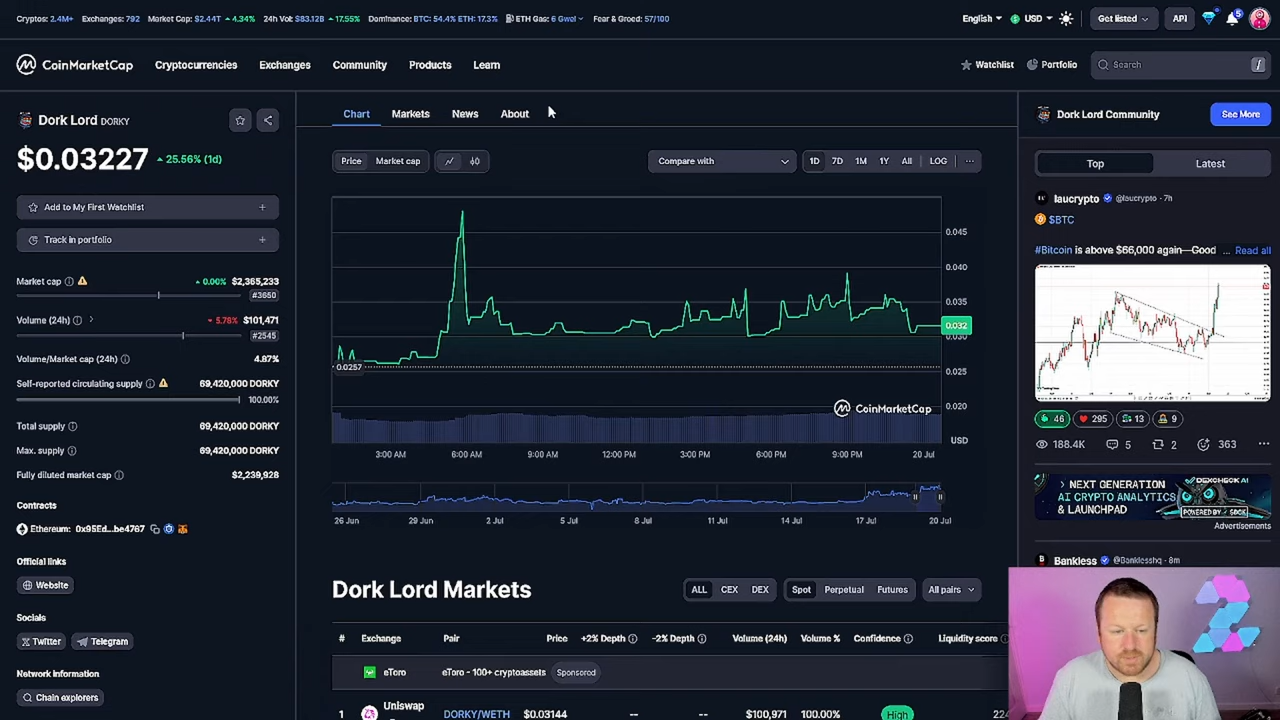 Cryptos: 2.4M+ Exchanges: 792 Market Cap: $2.44T 4.34% 24h Vol: $83.12B 17.55% Dominance: BTC: 54.4% ETH: 17.3% ETH Gas: 6 Gwei Fear & Greed: 57/100
English USD Get listed API 5
CoinMarketCap Cryptocurrencies Exchanges Community Products Learn
Watchlist Portfolio Search /
Dork Lord DORKY
$0.03227 25.56% (1d)
Add to My First Watchlist +
Track in portfolio +
Market cap 0.00% $2,365,233
#3650
Volume (24h) 5.78% $101,471
#2545
Volume/Market cap (24h) 4.87%
Self-reported circulating supply 69,420,000 DORKY
100.00%
Total supply 69,420,000 DORKY
Max. supply 69,420,000 DORKY
Fully diluted market cap $2,239,928
Contracts
Ethereum: 0x95Ed...be4767
Official links
Website
Socials
Twitter Telegram
Network information
Chain explorers
Chart Markets News About
Price Market cap
Compare with
1D 7D 1M 1Y All LOG ...
0.045
0.040
0.035
0.032
0.030
0.025
0.020
0.0257
CoinMarketCap
USD
3:00 AM 6:00 AM 9:00 AM 12:00 PM 3:00 PM 6:00 PM 9:00 PM 20 Jul
26 Jun 29 Jun 2 Jul 5 Jul 8 Jul 11 Jul 14 Jul 17 Jul 20 Jul
Dork Lord Markets
ALL CEX DEX Spot Perpetual Futures All pairs
# Exchange Pair Price +2% Depth -2% Depth Volume (24h) Volume % Confidence Liquidity score
eToro eToro - 100+ cryptoassets Sponsored
1 Uniswap DORKY/WETH $0.03144 -- -- $100,971 100.00% High 224
Dork Lord Community See More
Top Latest
laucrypto @laucrypto · 7h
$BTC
#Bitcoin is above $66,000 again—Good ... Read all
46 295 13 9
188.4K 5 2 363 ...
NEXT GENERATION
AI CRYPTO ANALYTICS
& LAUNCHPAD
DEXCHECK AI
Advertisements
Bankless @Banklesshq · 8m